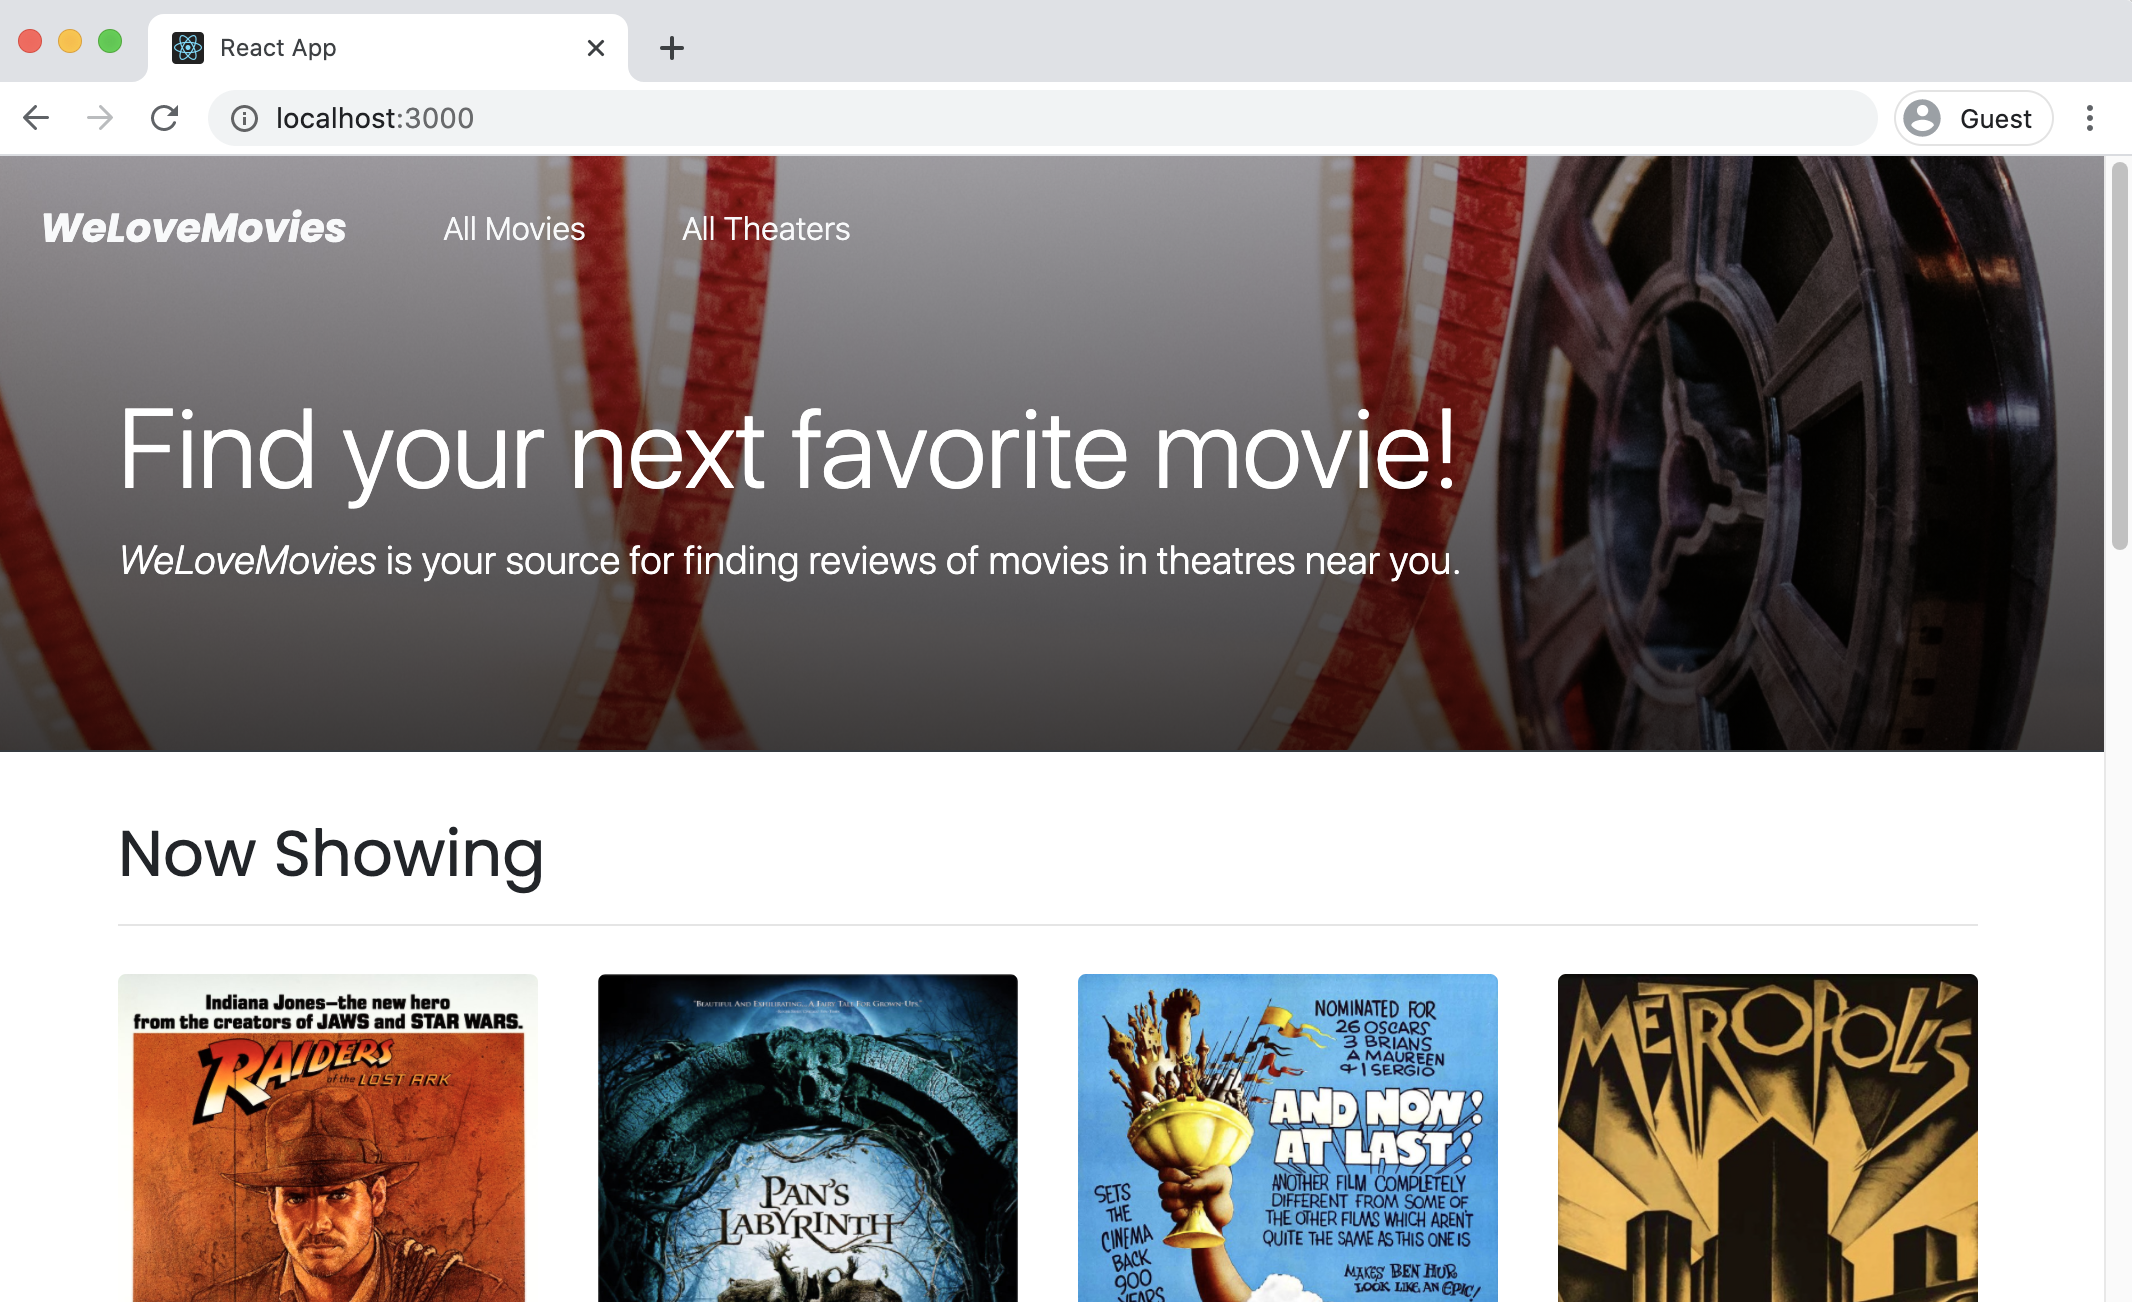 React App
localhost:3000
Guest
WeLoveMovies
All Movies
All Theaters
Find your next favorite movie!
WeLoveMovies is your source for finding reviews of movies in theatres near you.
Now Showing
Indiana Jones—the new hero
from the creators of JAWS and STAR WARS.
RAIDERS
of the LOST ARK
"BEAUTIFUL AND EXHILARATING... A FAIRY TALE FOR GROWN-UPS."
PAN'S
LABYRINTH
NOMINATED FOR
26 OSCARS
3 BRIANS
A MAUREEN
& 1 SERGIO
AND NOW!
AT LAST!
ANOTHER FILM COMPLETELY
DIFFERENT FROM SOME OF
THE OTHER FILMS WHICH AREN'T
QUITE THE SAME AS THIS ONE IS
SETS
THE
CINEMA
BACK
900
YEARS
MAKES BEN HUR
LOOK LIKE AN EPIC!
METROPOLIS